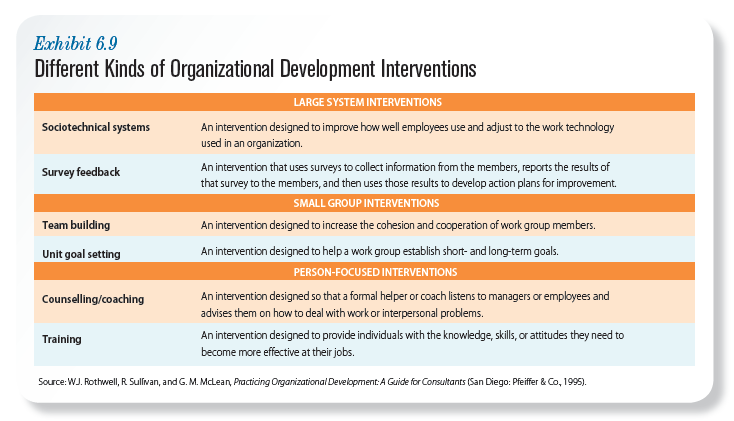 Exhibit 6.9
Different Kinds of Organizational Development Interventions
LARGE SYSTEM INTERVENTIONS
Sociotechnical systems An intervention designed to improve how well employees use and adjust to the work technology
used in an organization.
Survey feedback An intervention that uses surveys to collect information from the members, reports the results of
that survey to the members, and then uses those results to develop action plans for improvement.
SMALL GROUP INTERVENTIONS
Team building An intervention designed to increase the cohesion and cooperation of work group members.
Unit goal setting An intervention designed to help a work group establish short- and long-term goals.
PERSON-FOCUSED INTERVENTIONS
Counselling/coaching An intervention designed so that a formal helper or coach listens to managers or employees and
advises them on how to deal with work or interpersonal problems.
Training An intervention designed to provide individuals with the knowledge, skills, or attitudes they need to
become more effective at their jobs.
Source: W.J. Rothwell, R. Sullivan, and G. M. McLean, Practicing Organizational Development: A Guide for Consultants (San Diego: Pfeiffer & Co., 1995).